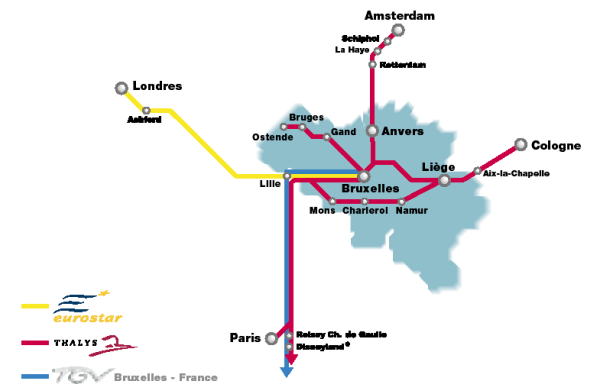 Amsterdam
Schiphol
La Haye
Rotterdam
Londres
Ashford
Bruges
Ostende
Gand
Anvers
Cologne
Liège
Aix-la-Chapelle
Lille
Bruxelles
Mons
Charleroi
Namur
Paris
Roissy Ch. de Gaulle
Disneyland*
eurostar
THALYS
TGV Bruxelles - France